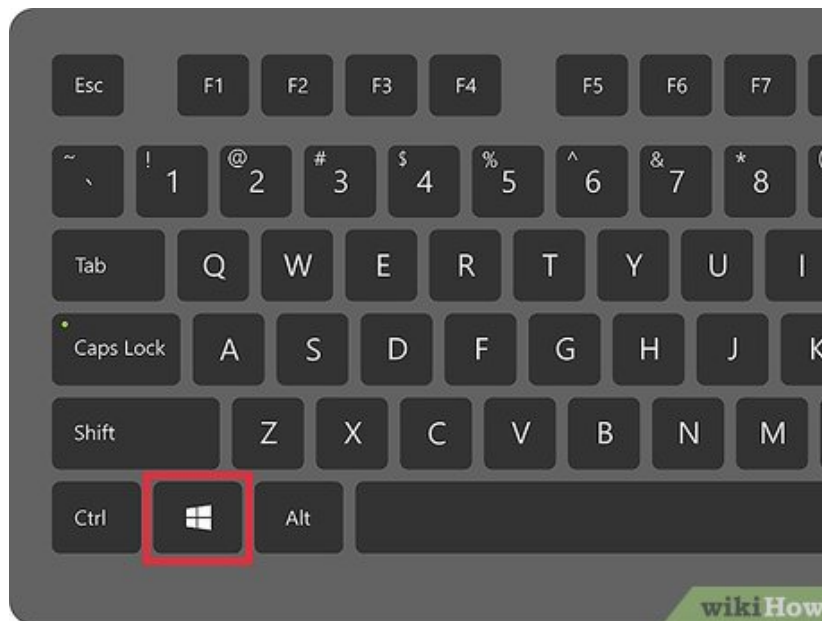 Esc F1 F2 F3 F4 F5 F6 F7
~ ` ! 1 @ 2 # 3 $ 4 % 5 ^ 6 & 7 * 8
Tab Q W E R T Y U I
Caps Lock A S D F G H J K
Shift Z X C V B N M
Ctrl Alt
wikiHow